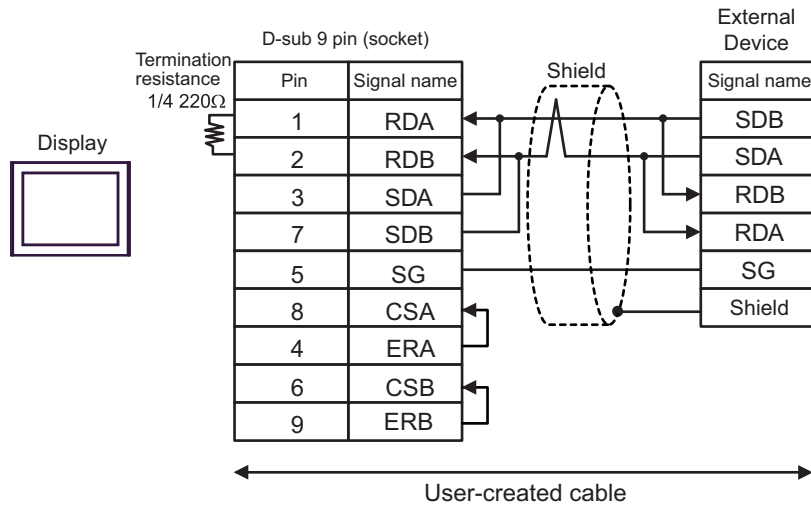 D-sub 9 pin (socket)
External
Device
Termination
resistance
1/4 220Ω
Shield
Display
Pin Signal name Signal name
1 RDA SDB
2 RDB SDA
3 SDA RDB
7 SDB RDA
5 SG SG
8 CSA Shield
4 ERA
6 CSB
9 ERB
User-created cable